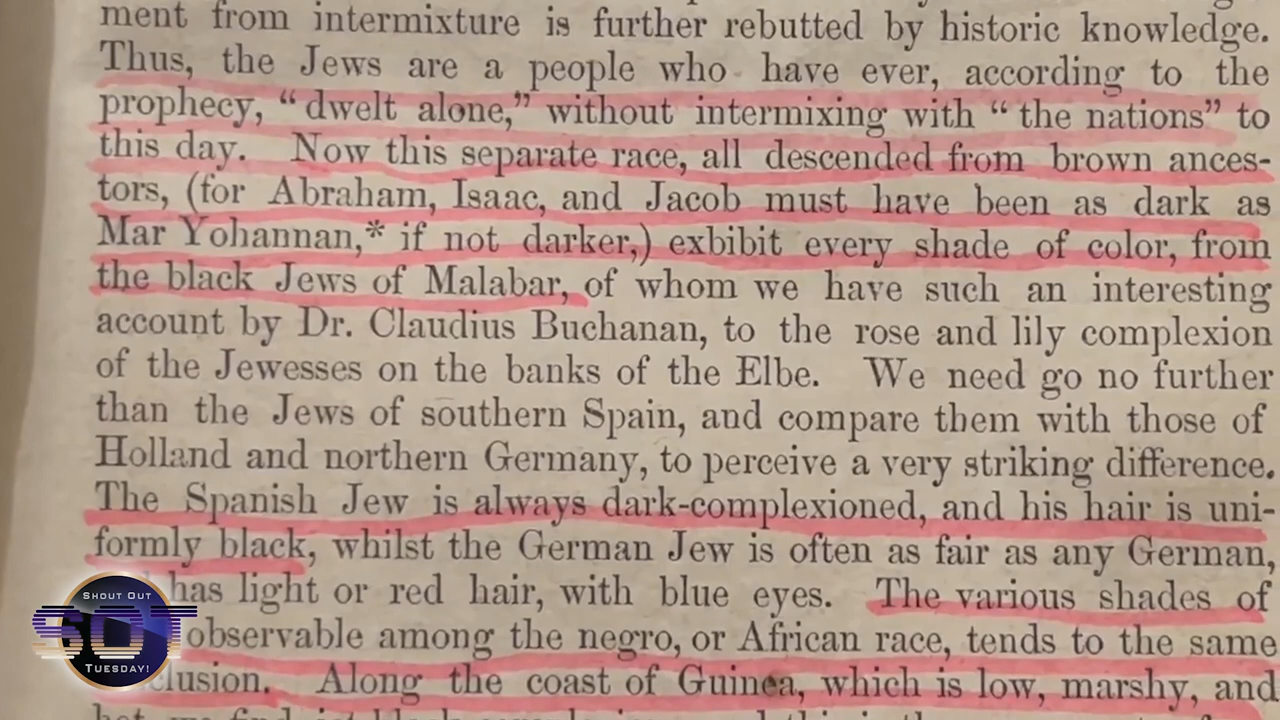 ment from intermixture is further rebutted by historic knowledge.
Thus, the Jews are a people who have ever, according to the
prophecy, “dwelt alone,” without intermixing with “the nations” to
this day. Now this separate race, all descended from brown ances-
tors, (for Abraham, Isaac, and Jacob must have been as dark as
Mar Yohannan,* if not darker,) exbibit every shade of color, from
the black Jews of Malabar, of whom we have such an interesting
account by Dr. Claudius Buchanan, to the rose and lily complexion
of the Jewesses on the banks of the Elbe. We need go no further
than the Jews of southern Spain, and compare them with those of
Holland and northern Germany, to perceive a very striking difference.
The Spanish Jew is always dark-complexioned, and his hair is uni-
formly black, whilst the German Jew is often as fair as any German,
has light or red hair, with blue eyes. The various shades of
observable among the negro, or African race, tends to the same
clusion. Along the coast of Guinea, which is low, marshy, and
SHOUT OUT
SOT
TUESDAY!